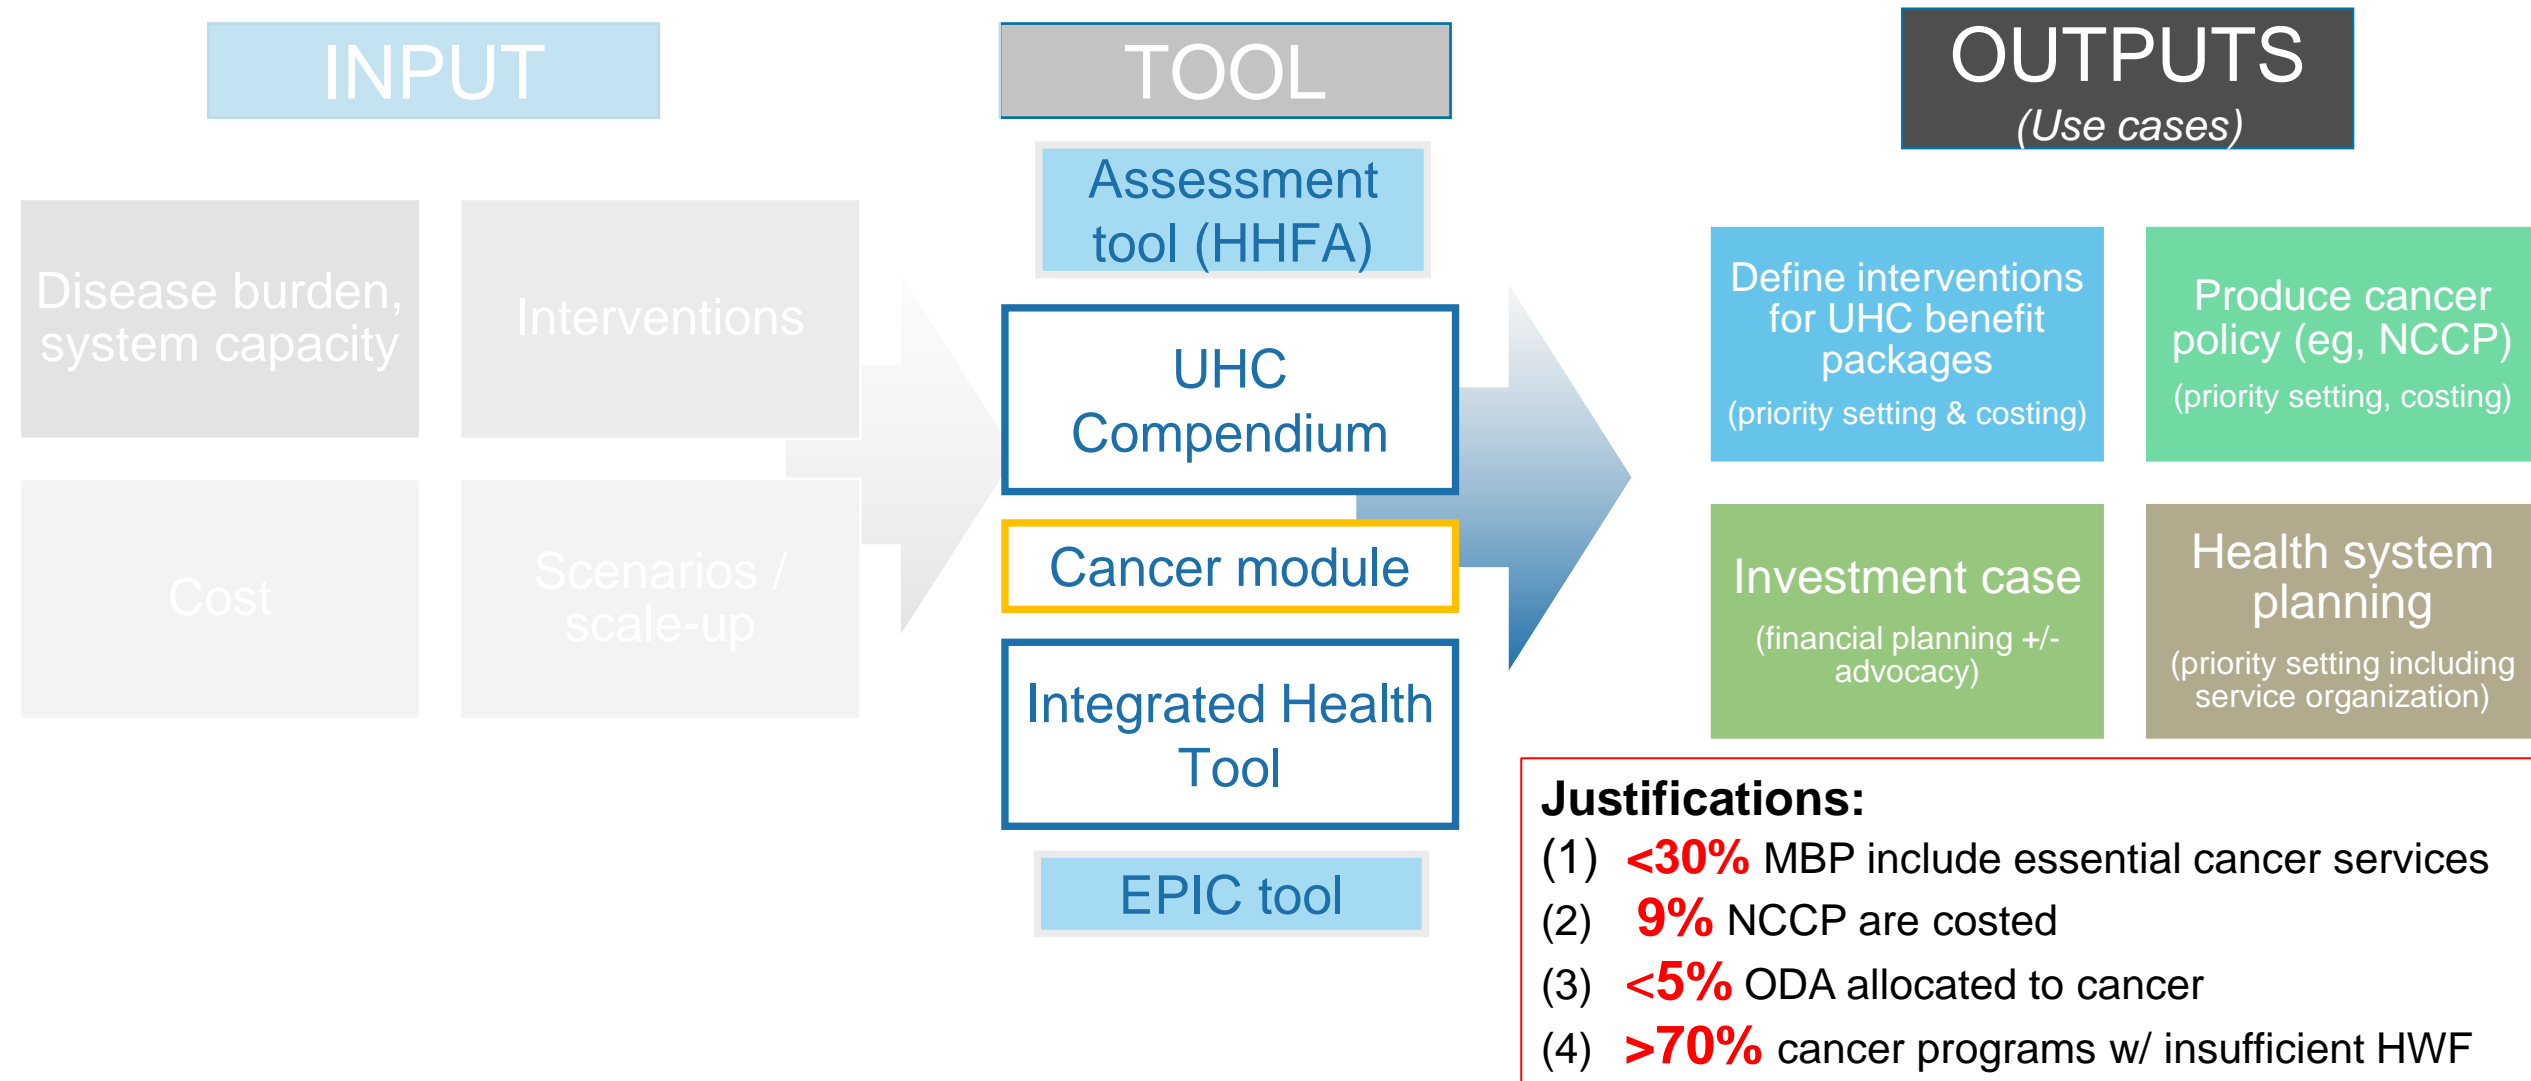 INPUT
Disease burden,
system capacity
Interventions
Cost
Scenarios /
scale-up
TOOL
Assessment
tool (HHFA)
UHC
Compendium
Cancer module
Integrated Health
Tool
EPIC tool
OUTPUTS
(Use cases)
Define interventions
for UHC benefit
packages
(priority setting & costing)
Produce cancer
policy (eg, NCCP)
(priority setting, costing)
Investment case
(financial planning +/-
advocacy)
Health system
planning
(priority setting including
service organization)
Justifications:
(1) <30% MBP include essential cancer services
(2) 9% NCCP are costed
(3) <5% ODA allocated to cancer
(4) >70% cancer programs w/ insufficient HWF